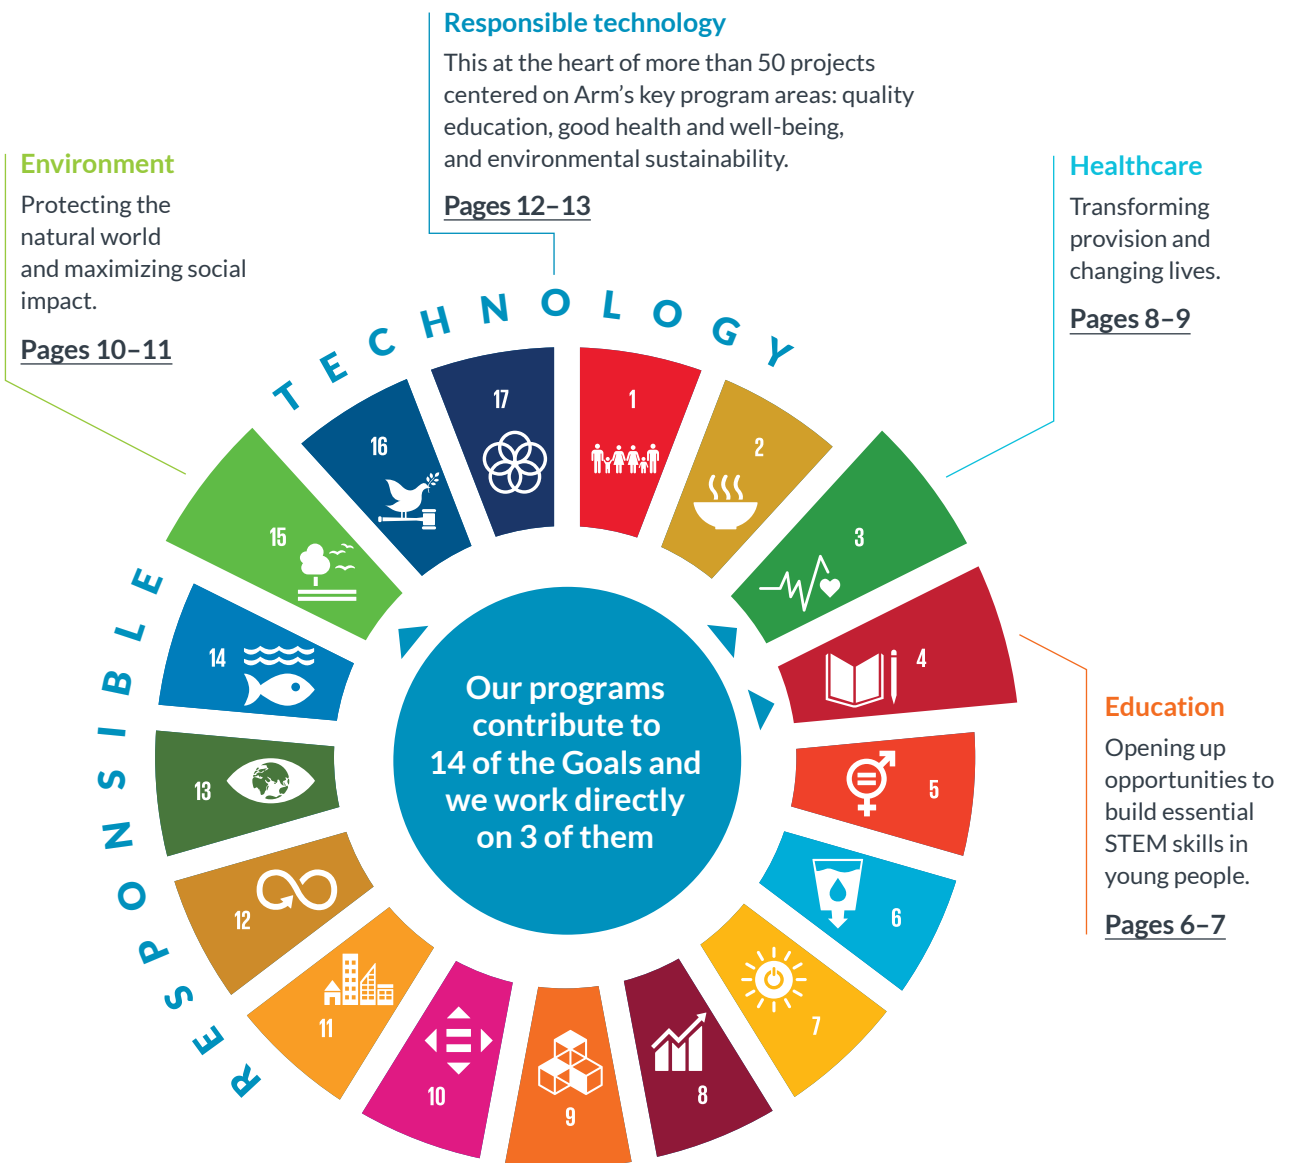 Responsible technology
This at the heart of more than 50 projects
centered on Arm's key program areas: quality
education, good health and well-being,
and environmental sustainability.
Pages 12–13
Environment
Protecting the
natural world
and maximizing social
impact.
Pages 10–11
Healthcare
Transforming
provision and
changing lives.
Pages 8–9
RESPONSIBLE TECHNOLOGY
1
2
3
4
5
6
7
8
9
10
11
12
13
14
15
16
17
Our programs
contribute to
14 of the Goals and
we work directly
on 3 of them
Education
Opening up
opportunities to
build essential
STEM skills in
young people.
Pages 6–7